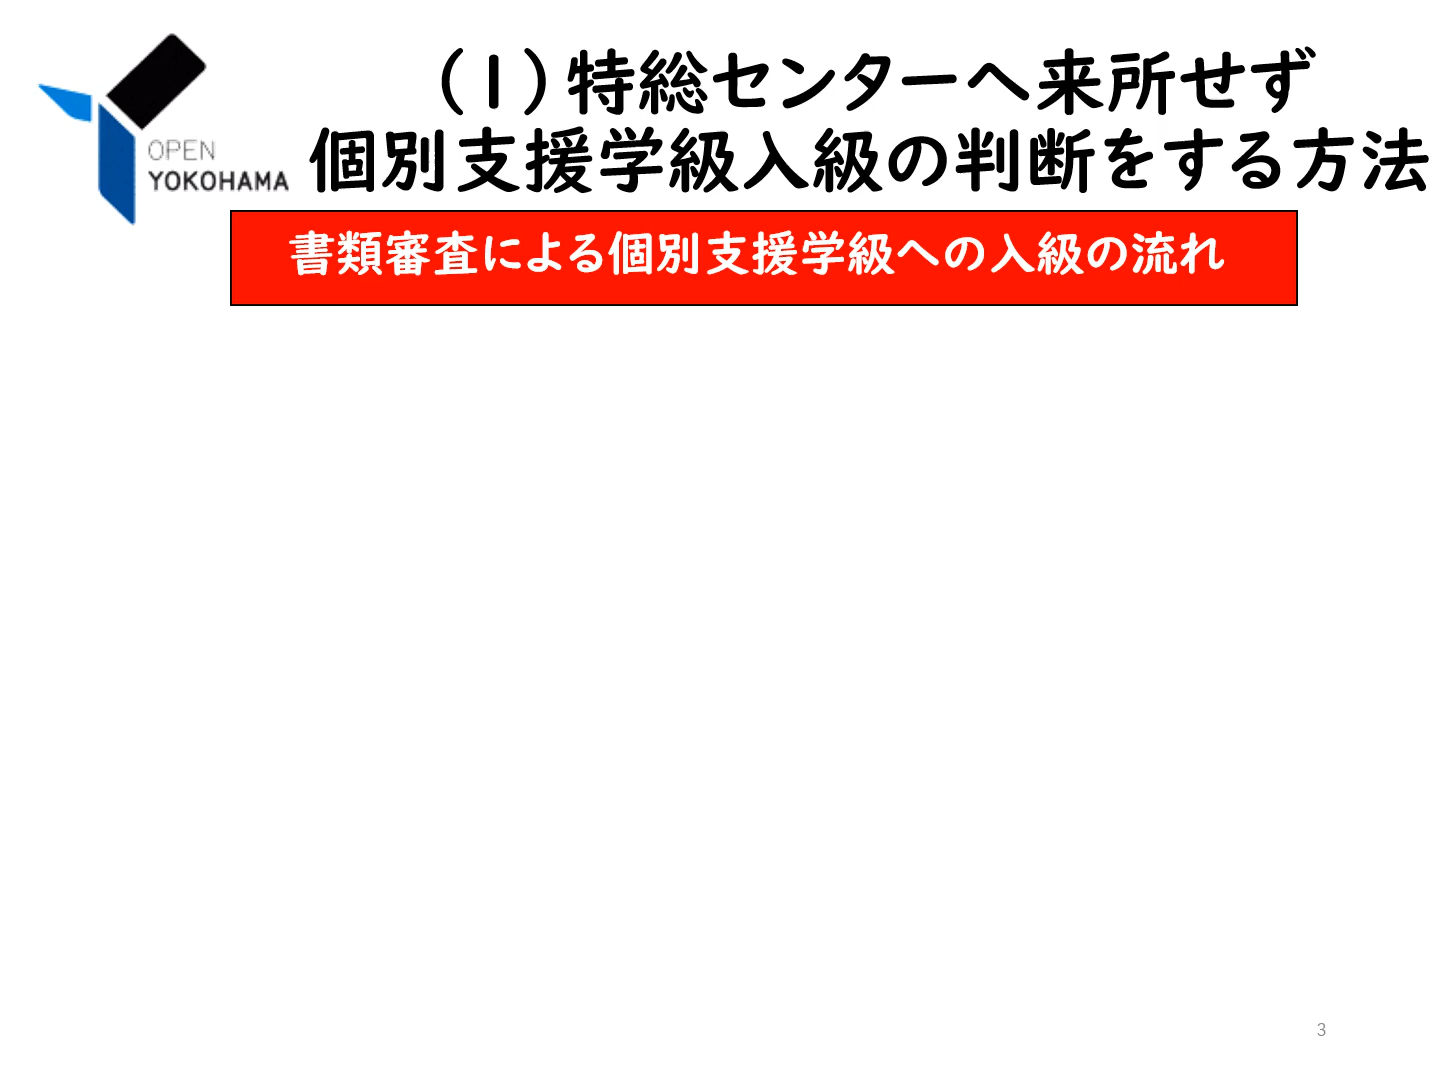 （１）特総センターへ来所せず
個別支援学級入級の判断をする方法
OPEN
YOKOHAMA
書類審査による個別支援学級への入級の流れ
3